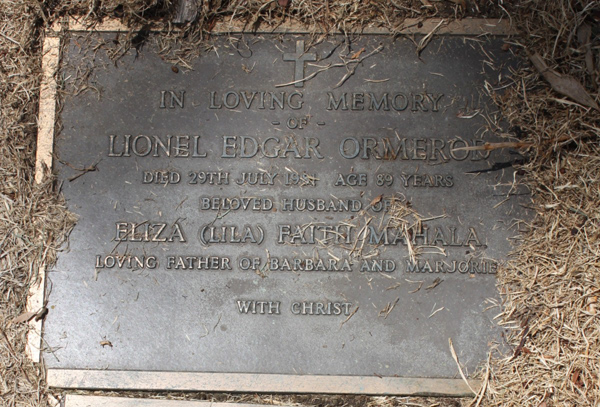 IN LOVING MEMORY
- OF -
LIONEL EDGAR ORMEROD
DIED 29TH JULY AGE 89 YEARS
BELOVED HUSBAND OF
ELIZA (LILA) FAITH MAHALA
LOVING FATHER OF BARBARA AND MARJORIE
WITH CHRIST